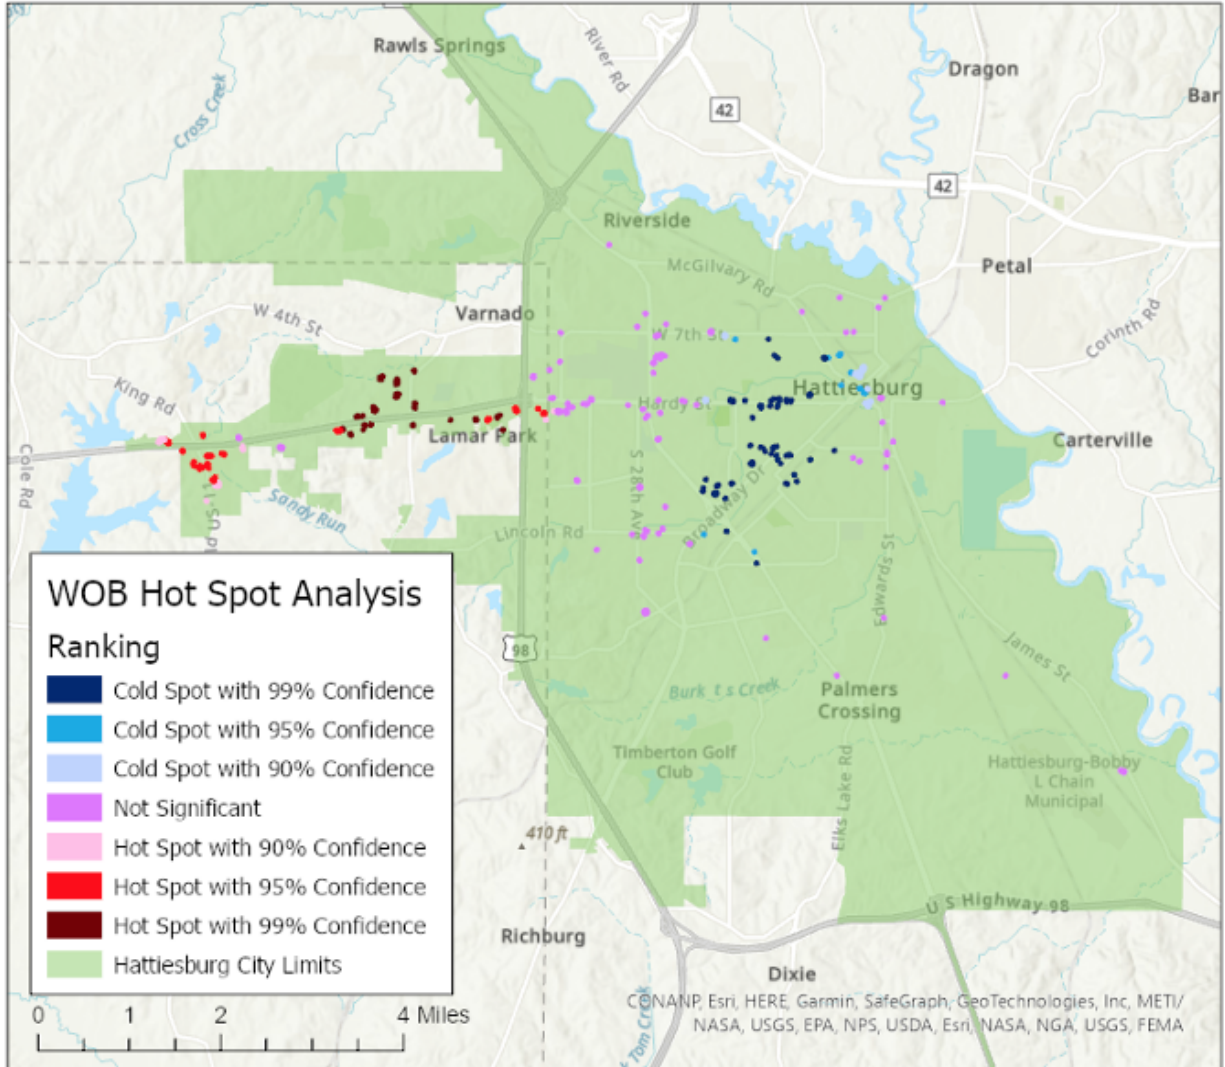 Rawls Springs
River Rd
Dragon
Bar
Cross Creek
42
42
Riverside
McGilvary Rd
Petal
Varnado
W 4th St
W 7th St
Corinth Rd
King Rd
Hattiesburg
Hardy St
Lamar Park
Carterville
Cole Rd
S 28th Ave
Sandy Run
Broadway Dr
Lincoln Rd
Edwards St
98
James St
Palmers
Crossing
Timberton Golf
Club
Hattiesburg-Bobby
L Chain
Municipal
Elks Lake Rd
410 ft
U S Highway 98
Richburg
Dixie
t Tom Creek
WOB Hot Spot Analysis
Ranking
Cold Spot with 99% Confidence
Cold Spot with 95% Confidence
Cold Spot with 90% Confidence
Not Significant
Hot Spot with 90% Confidence
Hot Spot with 95% Confidence
Hot Spot with 99% Confidence
Hattiesburg City Limits
0 1 2 4 Miles
CONANP, Esri, HERE, Garmin, SafeGraph, GeoTechnologies, Inc, METI/
NASA, USGS, EPA, NPS, USDA, Esri, NASA, NGA, USGS, FEMA